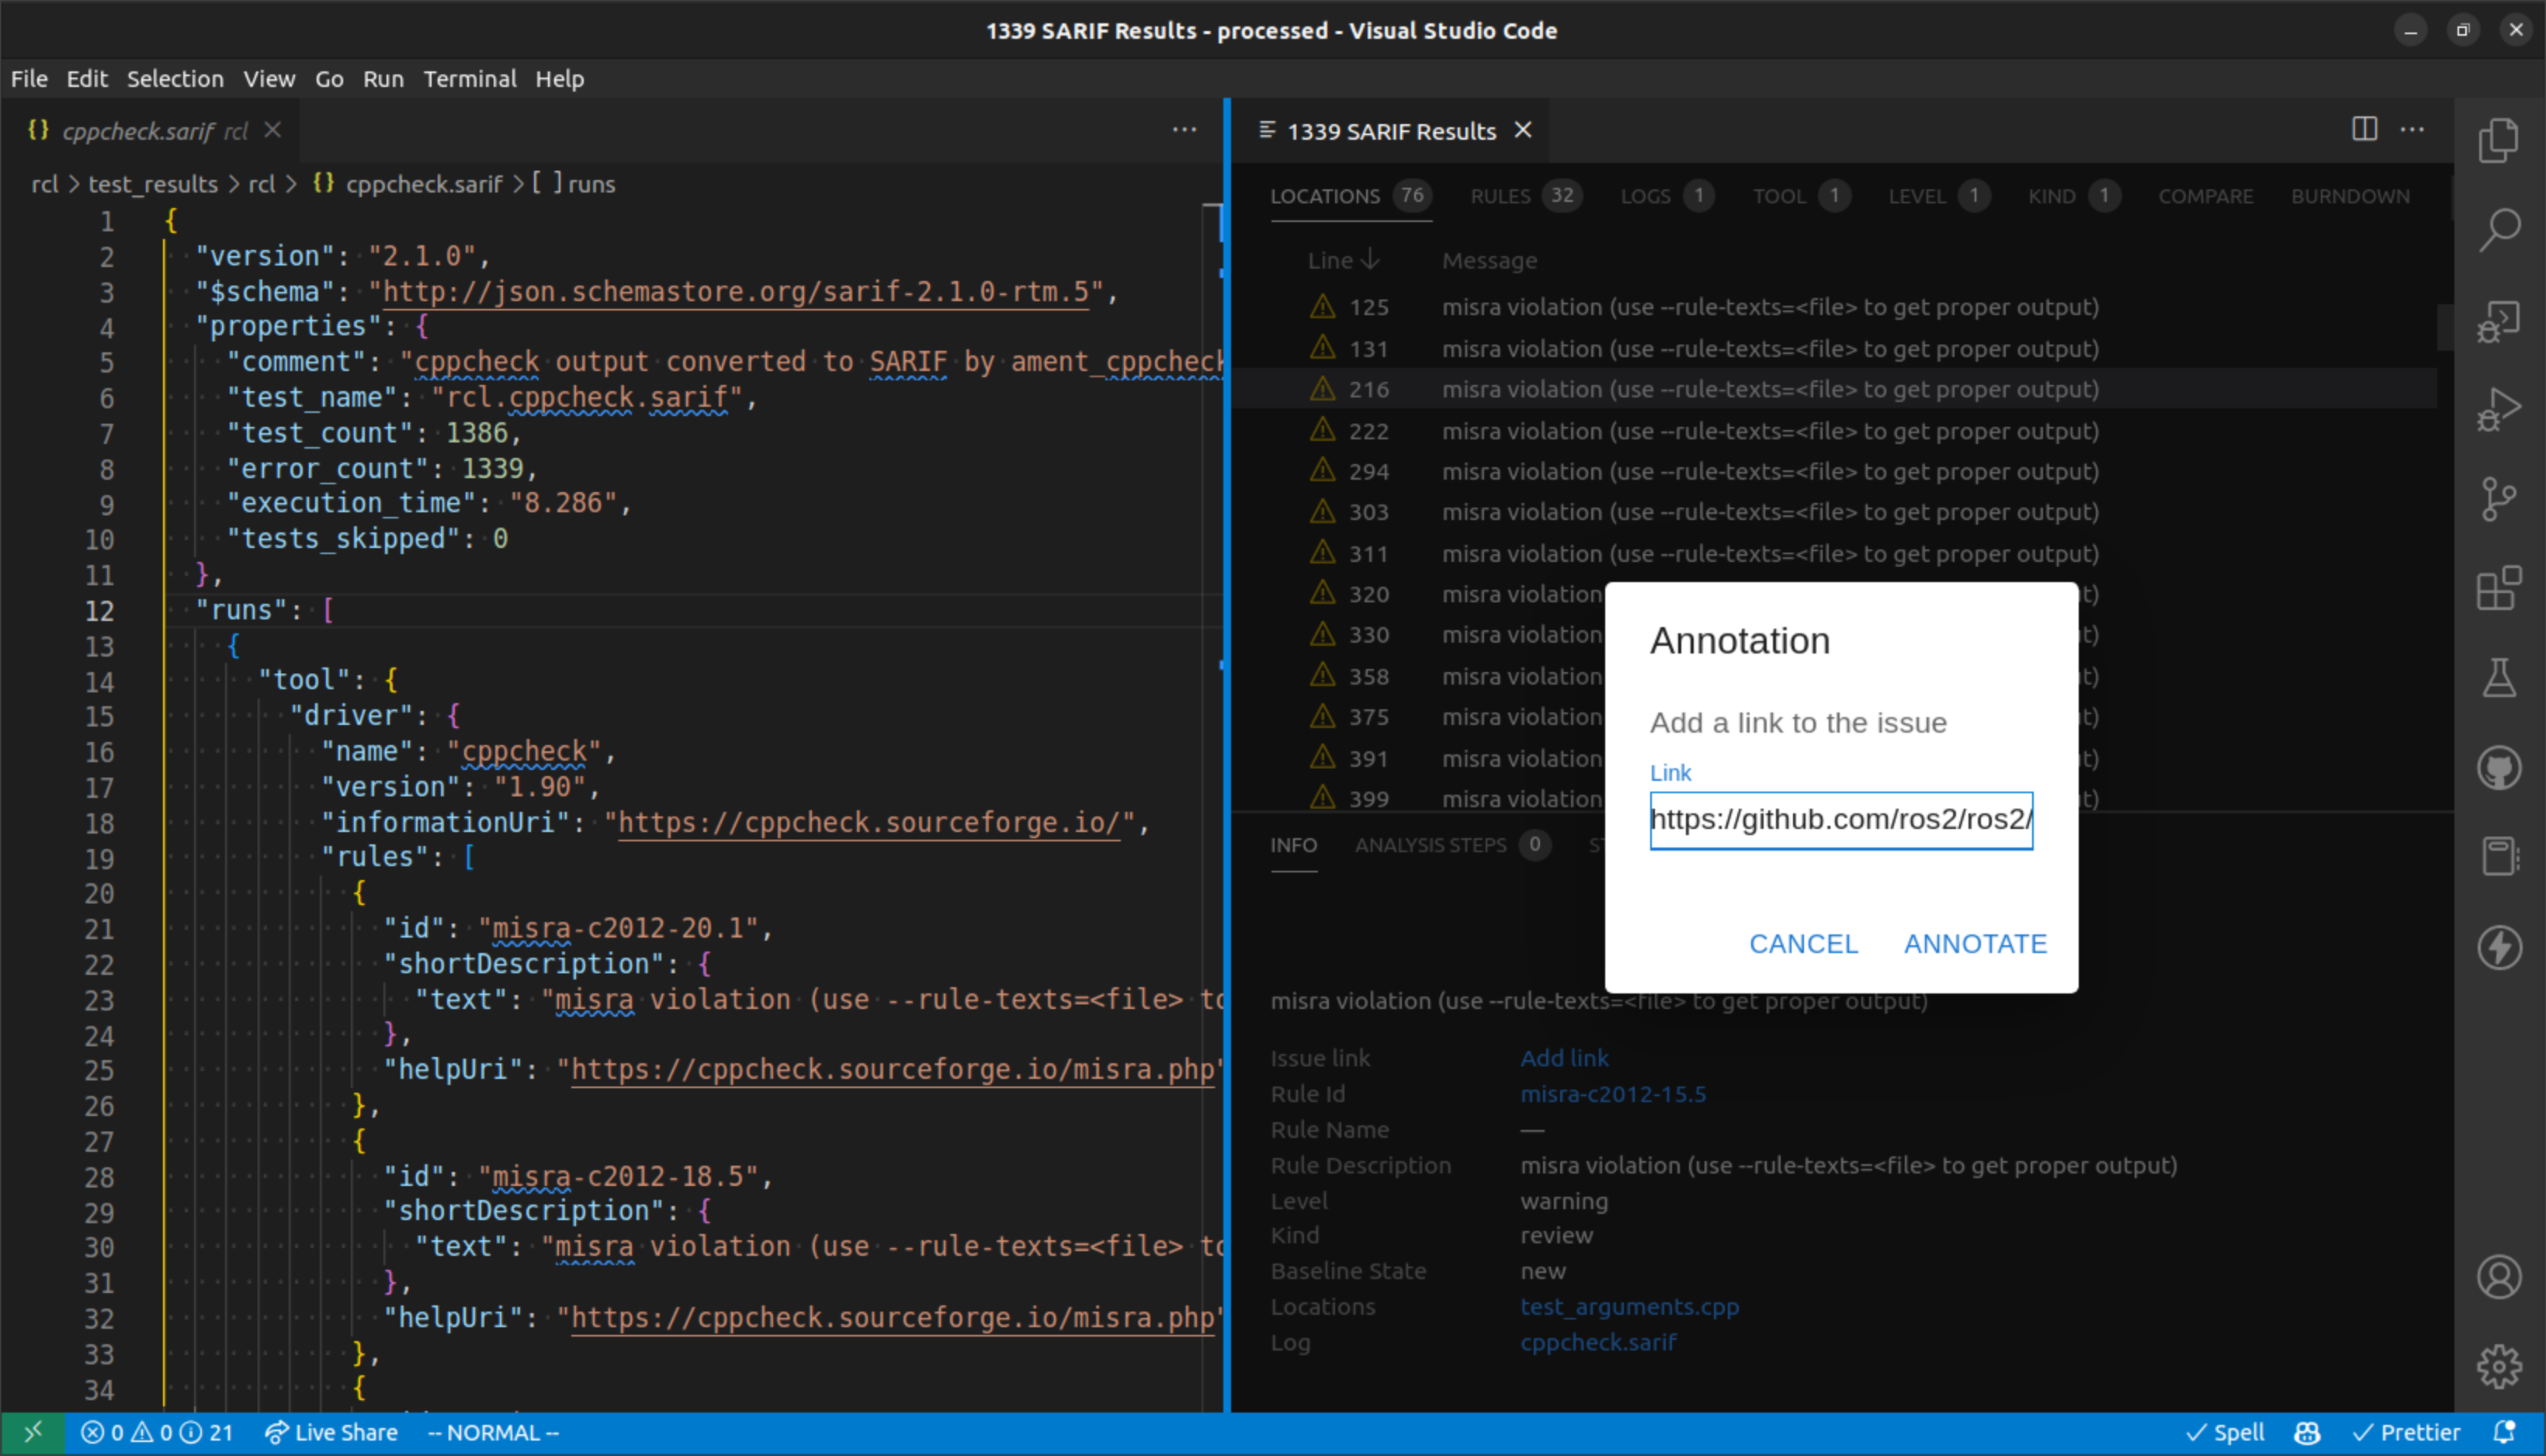 1339 SARIF Results - processed - Visual Studio Code
File Edit Selection View Go Run Terminal Help
cppcheck.sarif rcl
rcl > test_results > rcl > {} cppcheck.sarif > [ ] runs
1 {
2 "version": "2.1.0",
3 "$schema": "http://json.schemastore.org/sarif-2.1.0-rtm.5",
4 "properties": {
5 "comment": "cppcheck output converted to SARIF by ament_cppcheck
6 "test_name": "rcl.cppcheck.sarif",
7 "test_count": 1386,
8 "error_count": 1339,
9 "execution_time": "8.286",
10 "tests_skipped": 0
11 },
12 "runs": [
13 {
14 "tool": {
15 "driver": {
16 "name": "cppcheck",
17 "version": "1.90",
18 "informationUri": "https://cppcheck.sourceforge.io/",
19 "rules": [
20 {
21 "id": "misra-c2012-20.1",
22 "shortDescription": {
23 "text": "misra violation (use --rule-texts=<file> to
24 },
25 "helpUri": "https://cppcheck.sourceforge.io/misra.php"
26 },
27 {
28 "id": "misra-c2012-18.5",
29 "shortDescription": {
30 "text": "misra violation (use --rule-texts=<file> to
31 },
32 "helpUri": "https://cppcheck.sourceforge.io/misra.php"
33 },
34 {
1339 SARIF Results
LOCATIONS 76 RULES 32 LOGS 1 TOOL 1 LEVEL 1 KIND 1 COMPARE BURNDOWN
Line Message
125 misra violation (use --rule-texts=<file> to get proper output)
131 misra violation (use --rule-texts=<file> to get proper output)
216 misra violation (use --rule-texts=<file> to get proper output)
222 misra violation (use --rule-texts=<file> to get proper output)
294 misra violation (use --rule-texts=<file> to get proper output)
303 misra violation (use --rule-texts=<file> to get proper output)
311 misra violation (use --rule-texts=<file> to get proper output)
320 misra violation t)
330 misra violation t)
358 misra violation t)
375 misra violation t)
391 misra violation t)
399 misra violation t)
Annotation
Add a link to the issue
Link
https://github.com/ros2/ros2/
CANCEL ANNOTATE
INFO ANALYSIS STEPS 0
misra violation (use --rule-texts=<file> to get proper output)
Issue link Add link
Rule Id misra-c2012-15.5
Rule Name —
Rule Description misra violation (use --rule-texts=<file> to get proper output)
Level warning
Kind review
Baseline State new
Locations test_arguments.cpp
Log cppcheck.sarif
0 0 21 Live Share -- NORMAL -- Spell Prettier